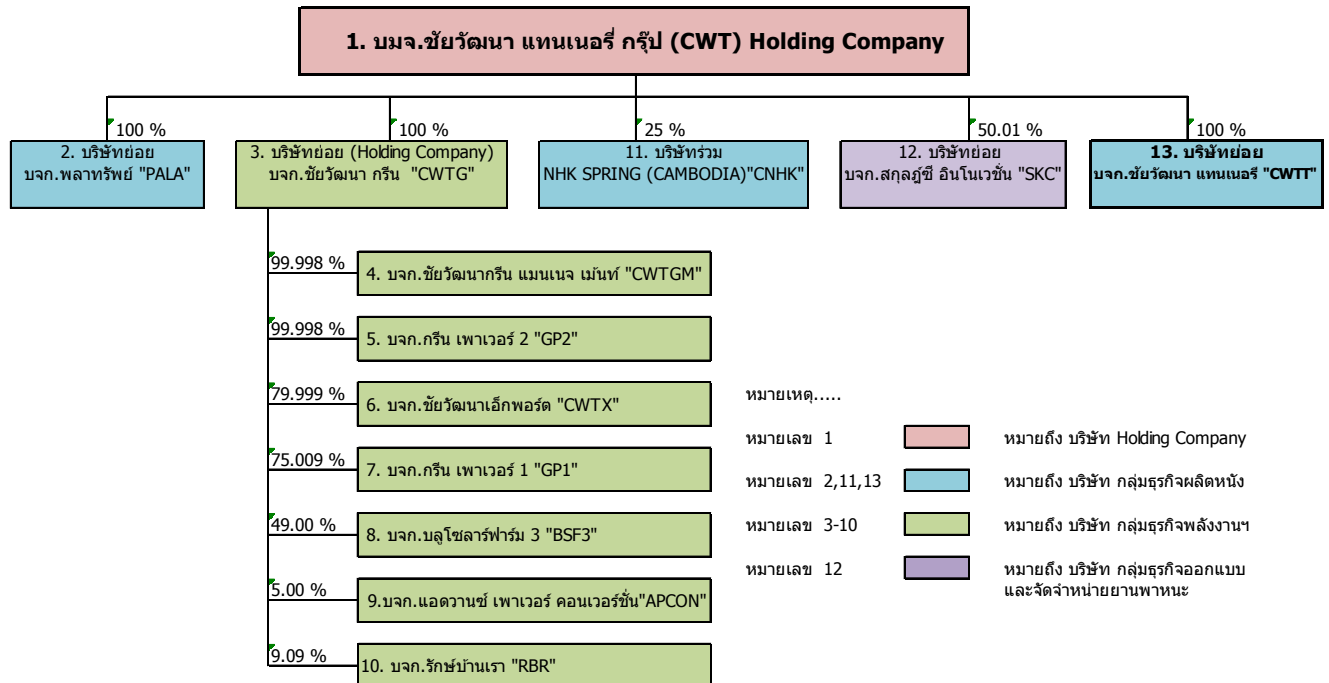 1. บมจ.ชัยวัฒนา แทนเนอรี่ กรุ๊ป (CWT) Holding Company
100 %
100 %
25 %
50.01 %
100 %
2. บริษัทย่อย
บจก.พลาทรัพย์ "PALA"
3. บริษัทย่อย (Holding Company)
บจก.ชัยวัฒนา กรีน "CWTG"
11. บริษัทร่วม
NHK SPRING (CAMBODIA)"CNHK"
12. บริษัทย่อย
บจก.สกุลฎ์ซี อินโนเวชั่น "SKC"
13. บริษัทย่อย
บจก.ชัยวัฒนา แทนเนอรี่ "CWTT"
99.998 %
4. บจก.ชัยวัฒนากรีน แมนเนจ เม้นท์ "CWTGM"
99.998 %
5. บจก.กรีน เพาเวอร์ 2 "GP2"
79.999 %
6. บจก.ชัยวัฒนาเอ็กพอร์ต "CWTX"
75.009 %
7. บจก.กรีน เพาเวอร์ 1 "GP1"
49.00 %
8. บจก.บลูโซลาร์ฟาร์ม 3 "BSF3"
5.00 %
9.บจก.แอดวานซ์ เพาเวอร์ คอนเวอร์ชั่น"APCON"
9.09 %
10. บจก.รักษ์บ้านเรา "RBR"
หมายเหตุ.....
หมายเลข 1 หมายถึง บริษัท Holding Company
หมายเลข 2,11,13 หมายถึง บริษัท กลุ่มธุรกิจผลิตหนัง
หมายเลข 3-10 หมายถึง บริษัท กลุ่มธุรกิจพลังงานฯ
หมายเลข 12 หมายถึง บริษัท กลุ่มธุรกิจออกแบบ
และจัดจำหน่ายยานพาหนะ